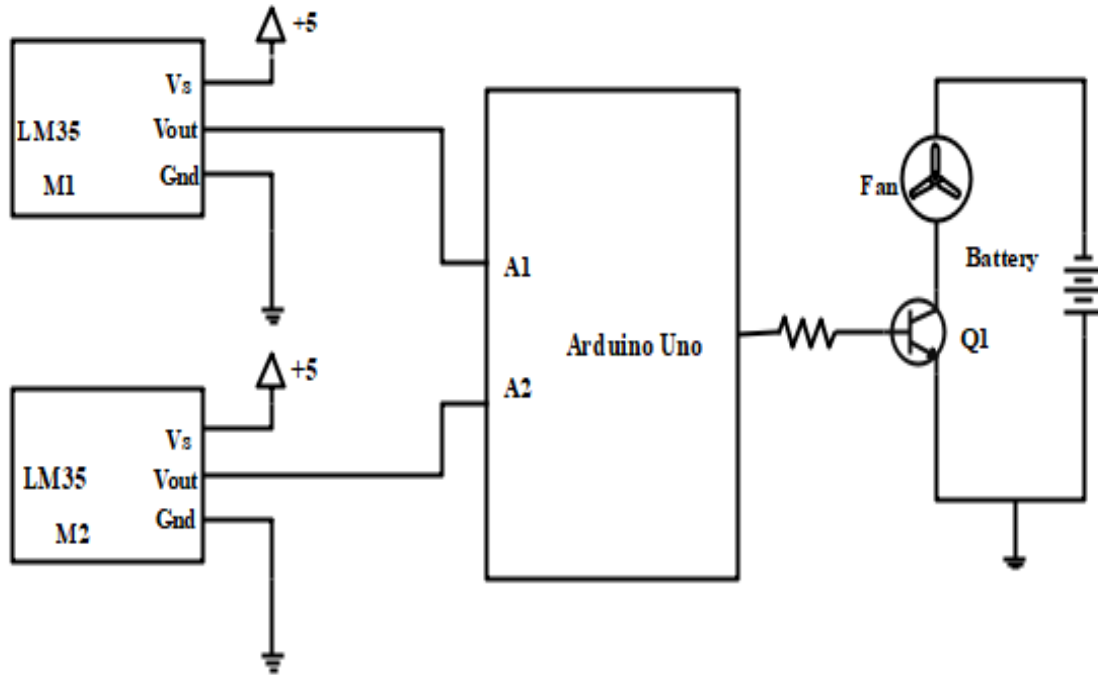 +5
Vs
LM35
Vout
Gnd
M1
A1
Arduino Uno
A2
+5
Vs
LM35
Vout
Gnd
M2
Fan
Battery
Q1